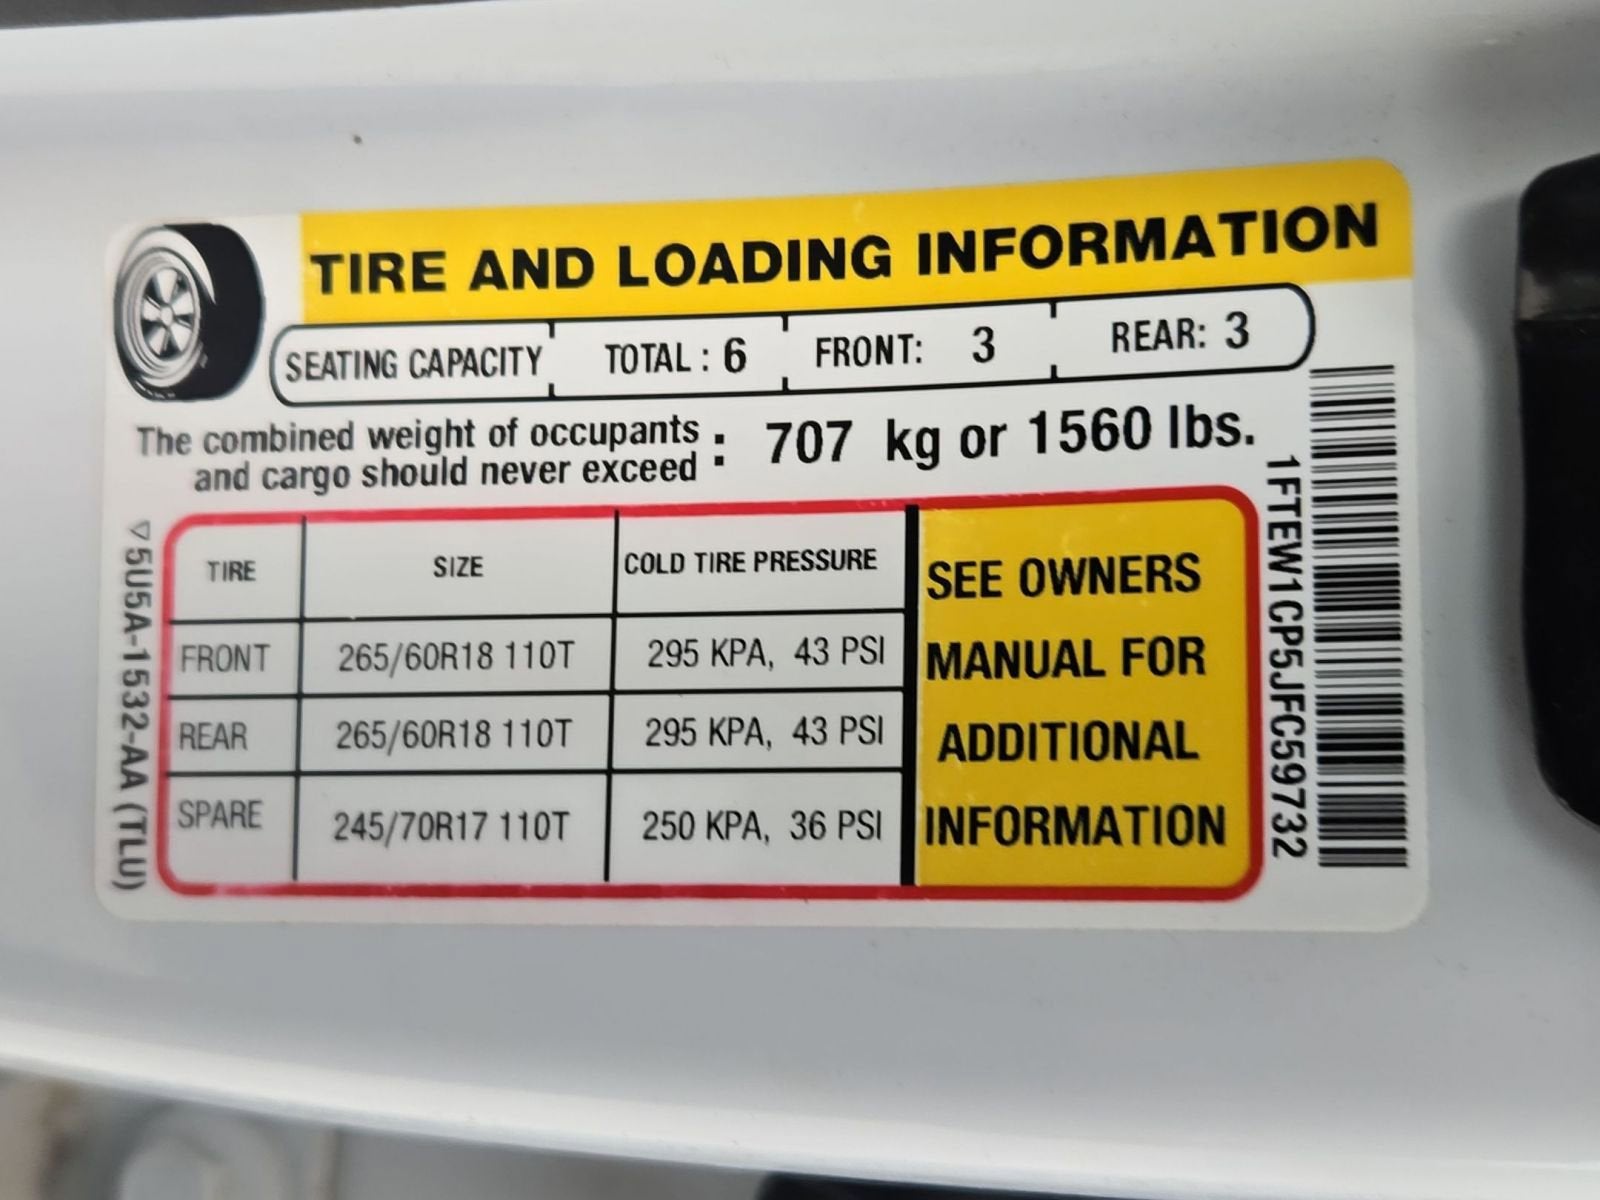 TIRE AND LOADING INFORMATION
SEATING CAPACITY TOTAL : 6 FRONT: 3 REAR: 3
The combined weight of occupants
and cargo should never exceed : 707 kg or 1560 lbs.
TIRE SIZE COLD TIRE PRESSURE
FRONT 265/60R18 110T 295 KPA, 43 PSI
REAR 265/60R18 110T 295 KPA, 43 PSI
SPARE 245/70R17 110T 250 KPA, 36 PSI
SEE OWNERS
MANUAL FOR
ADDITIONAL
INFORMATION
▽5U5A-1532-AA (TLU)
1FTEW1CP5JFC59732